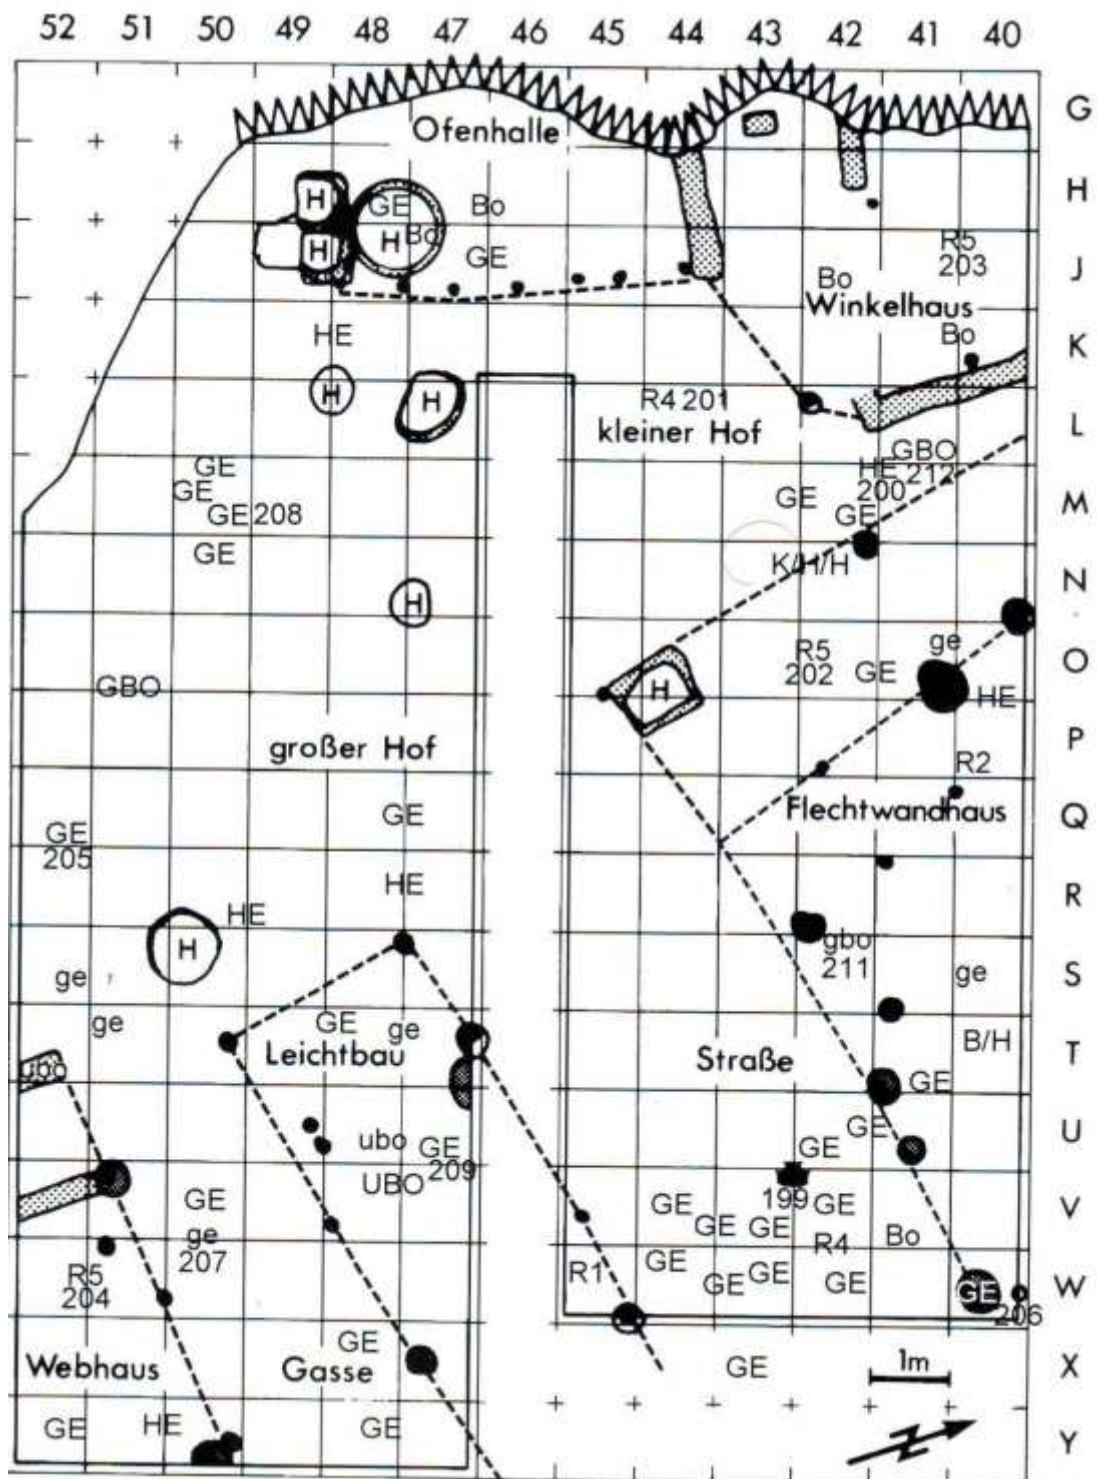 52 51 50 49 48 47 46 45 44 43 42 41 40
G
Ofenhalle
H
H
GE
Bo
H
H
Bo
GE
R5
203
J
Bo
Winkelhaus
HE
Bo
K
H
H
R4 201
kleiner Hof
L
GBO
HE 212
200
GE
GE
GE
GE 208
GE
M
GE
K/H/H
N
H
ge
R5
202
GE
O
H
HE
GBO
großer Hof
P
R2
GE
Flechtwandhaus
Q
GE
205
HE
R
HE
H
gbo
211
ge
ge
S
ge
GE
ge
Leichtbau
Straße
B/H
T
ubo
GE
GE
U
ubo
GE
209
GE
UBO
GE
199
GE
GE
GE
GE
V
ge
207
R4
Bo
R5
204
R1
GE
GE
GE
GE
GE
206
W
GE
Webhaus
Gasse
GE
1m
X
GE
HE
GE
Y